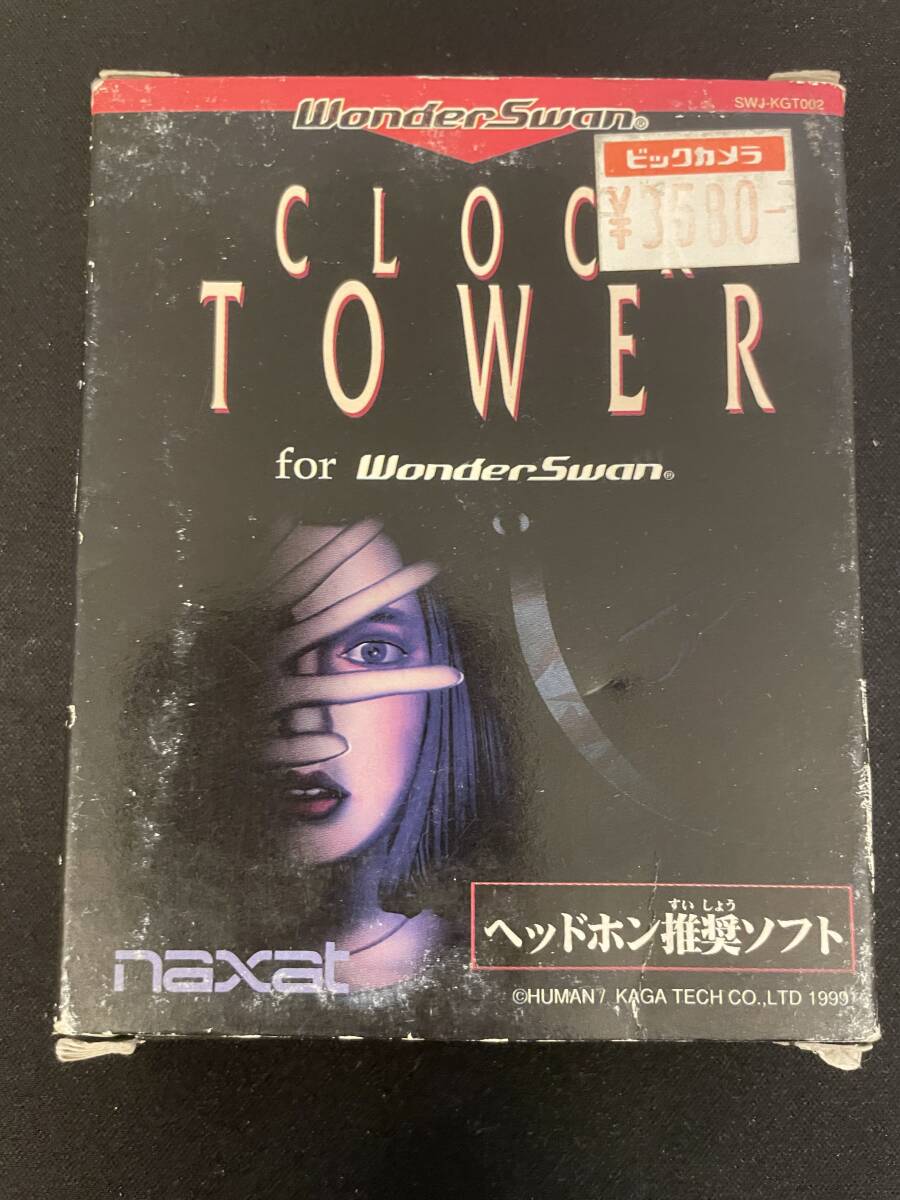 WonderSwan®
SWJ-KGT002
ビックカメラ
¥3580-
CLOCK
TOWER
for WonderSwan®
すいしょう
ヘッドホン推奨ソフト
naxat
©HUMAN / KAGA TECH CO.,LTD 1999